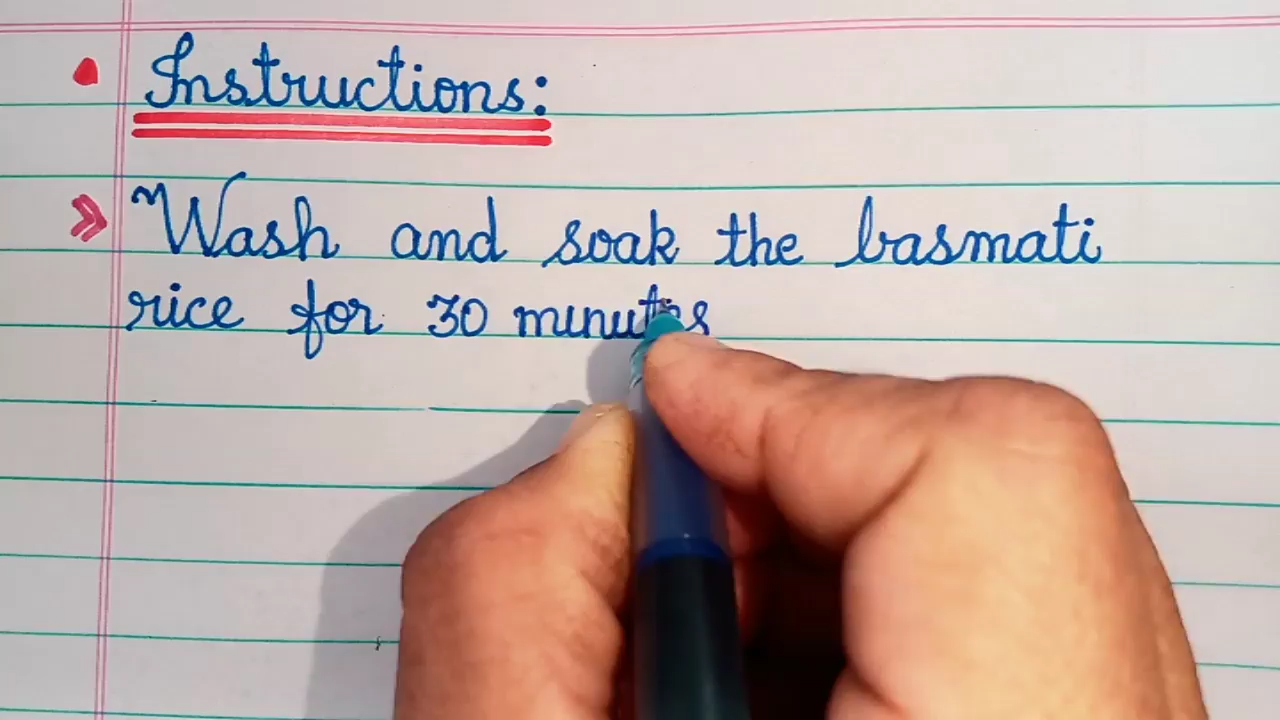 Instructions:
Wash and soak the basmati
rice for 30 minutes